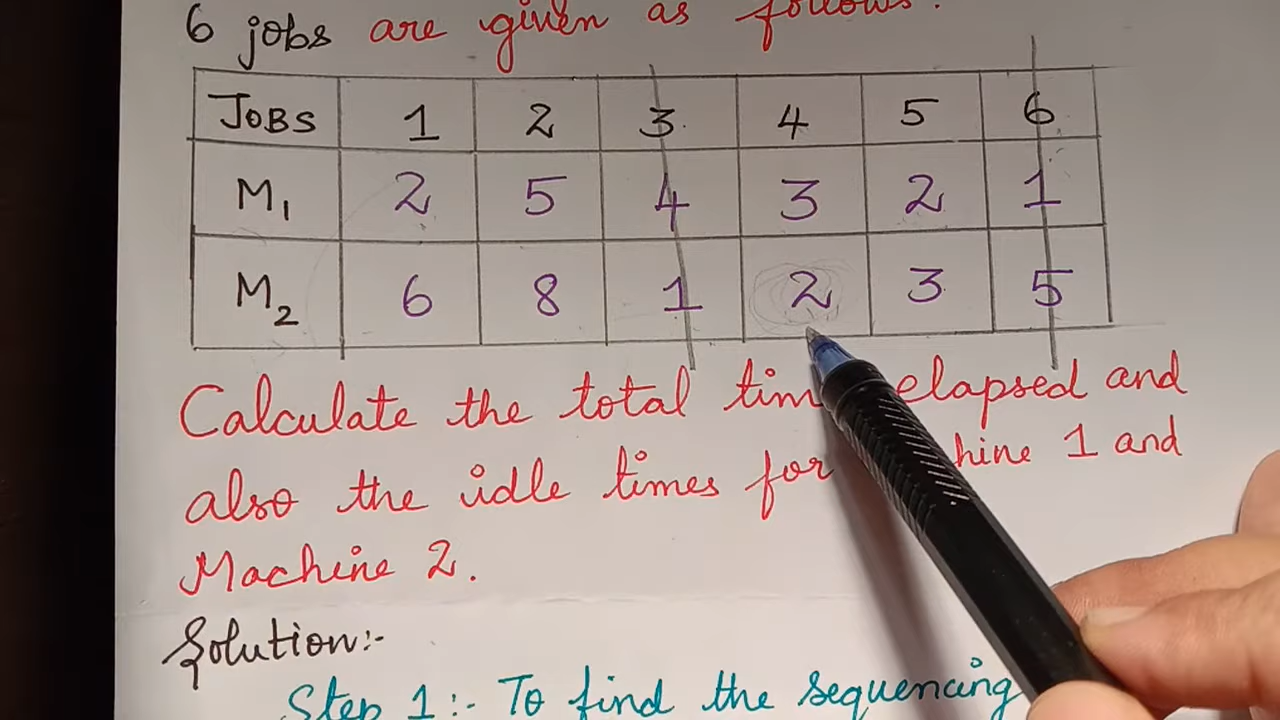 6 jobs are given as follows:
JOBS 1 2 3 4 5 6
M1 2 5 4 3 2 1
M2 6 8 1 2 3 5
Calculate the total tim elapsed and
also the idle times for hine 1 and
Machine 2.
Solution:-
Step 1:- To find the sequencing